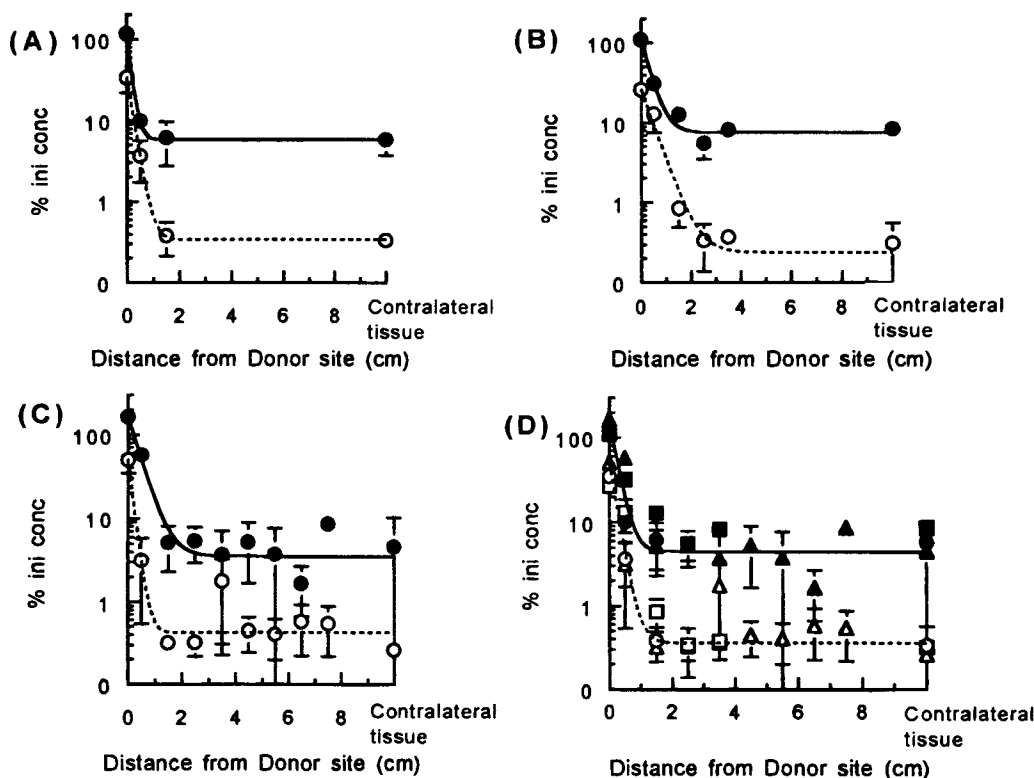 (A)
% ini conc
100
10
1
0
0 2 4 6 8 Contralateral
tissue
Distance from Donor site (cm)
(B)
% ini conc
100
10
1
0
0 2 4 6 8 Contralateral
tissue
Distance from Donor site (cm)
(C)
% ini conc
100
10
1
0
0 2 4 6 8 Contralateral
tissue
Distance from Donor site (cm)
(D)
% ini conc
100
10
1
0
0 2 4 6 8 Contralateral
tissue
Distance from Donor site (cm)